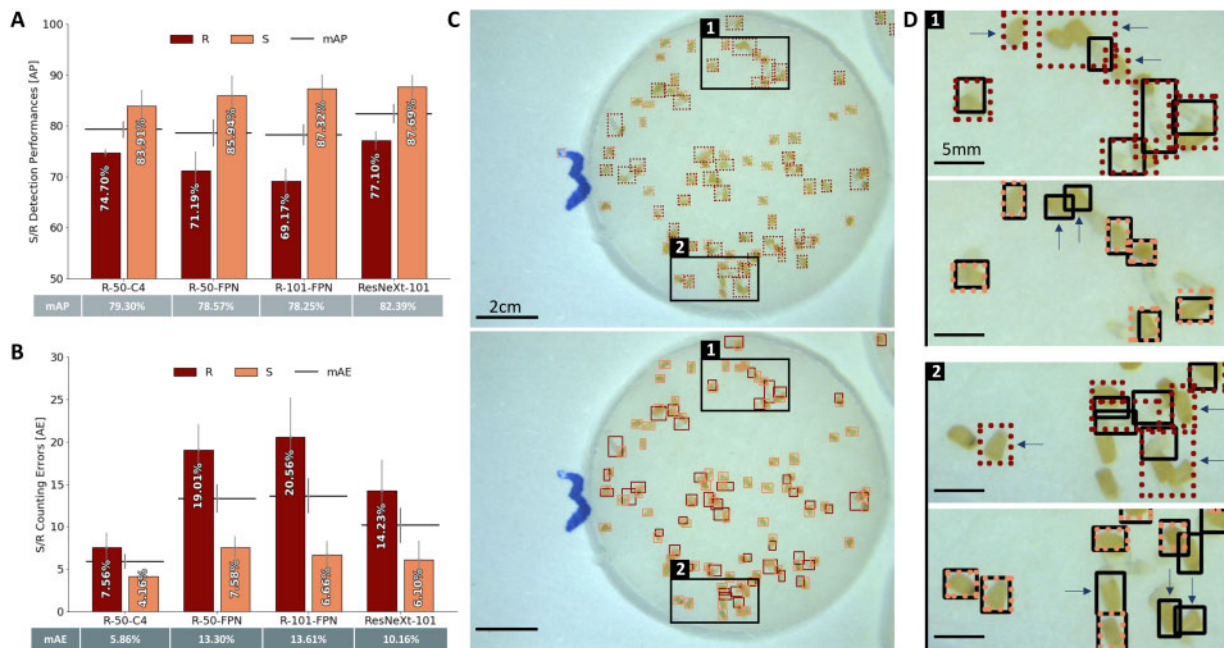 A
100
90
80
70
60
50
S/R Detection Performances [AP]
R S mAP
74.70% 83.91% 71.19% 85.94% 69.17% 87.32% 77.10% 87.69%
R-50-C4 R-50-FPN R-101-FPN ResNeXt-101
mAP 79.30% 78.57% 78.25% 82.39%
B
30
25
20
15
10
5
0
S/R Counting Errors [AE]
R S mAE
7.56% 4.16% 19.01% 7.58% 20.56% 6.66% 14.23% 6.10%
R-50-C4 R-50-FPN R-101-FPN ResNeXt-101
mAE 5.86% 13.30% 13.61% 10.16%
C
1
2
2cm
1
2
D
1
5mm
2